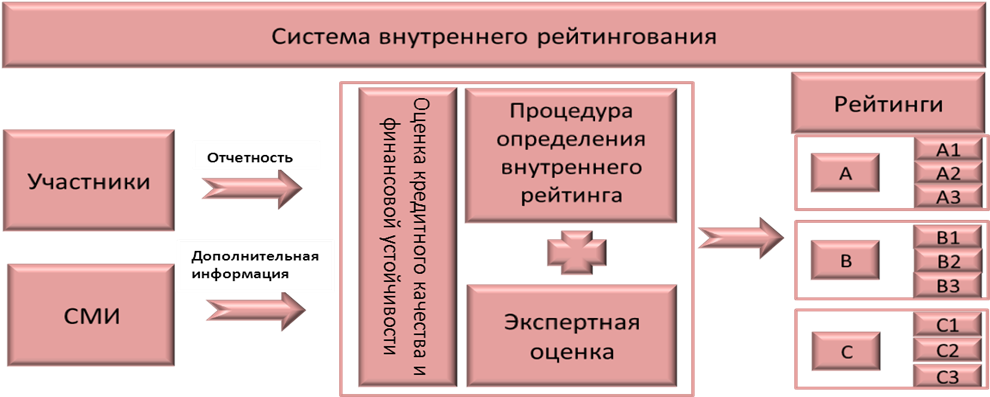 Система внутреннего рейтингования
Участники
Отчетность
СМИ
Дополнительная
информация
Оценка кредитного качества и
финансовой устойчивости
Процедура
определения
внутреннего
рейтинга
Экспертная
оценка
Рейтинги
A
A1
A2
A3
B
B1
B2
B3
C
C1
C2
C3